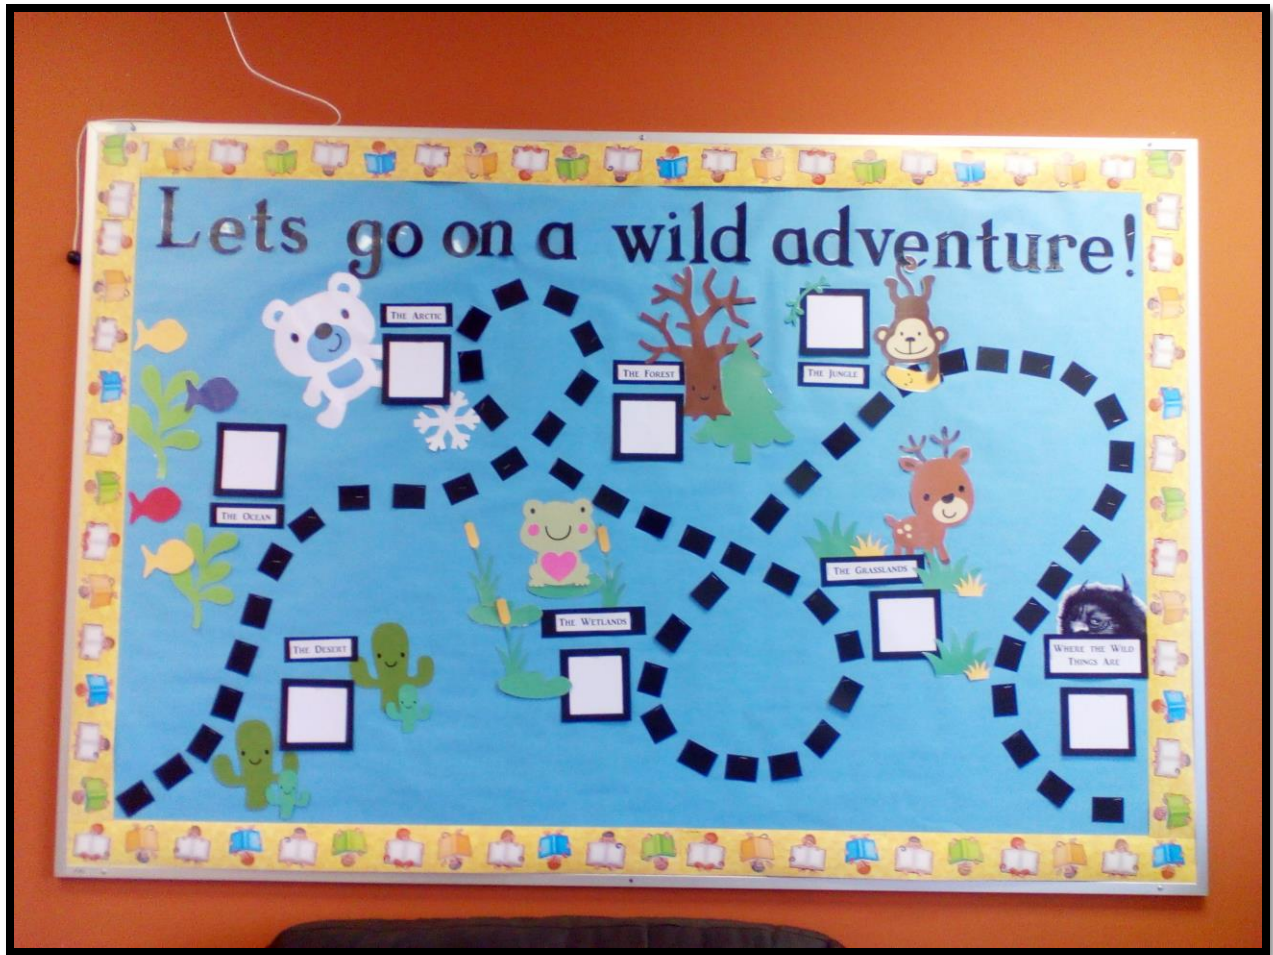 Lets go on a wild adventure!
The Arctic
The Forest
The Jungle
The Ocean
The Grasslands
The Wetlands
The Desert
Where the Wild
Things Are